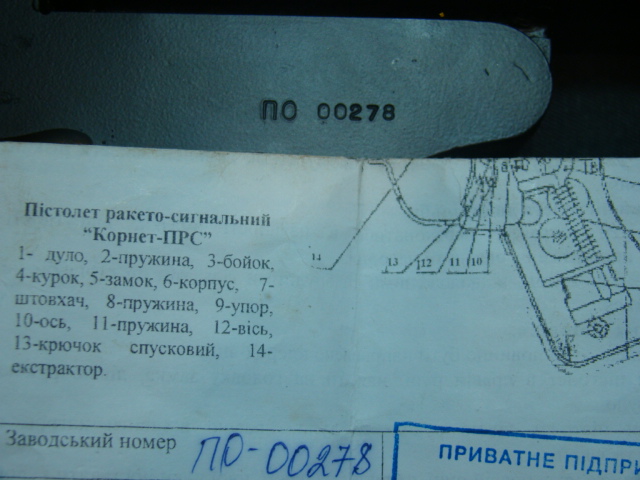 ПО 00278
Пістолет ракето-сигнальний
“Корнет-ПРС”
1- дуло, 2-пружина, 3-бойок,
4-курок, 5-замок, 6-корпус, 7-
штовхач, 8-пружина, 9-упор,
10-ось, 11-пружина, 12-вісь,
13-крючок спусковий, 14-
екстрактор.
14 13 12 11 10
Заводський номер ПО-00278
ПРИВАТНЕ ПІДПРИ